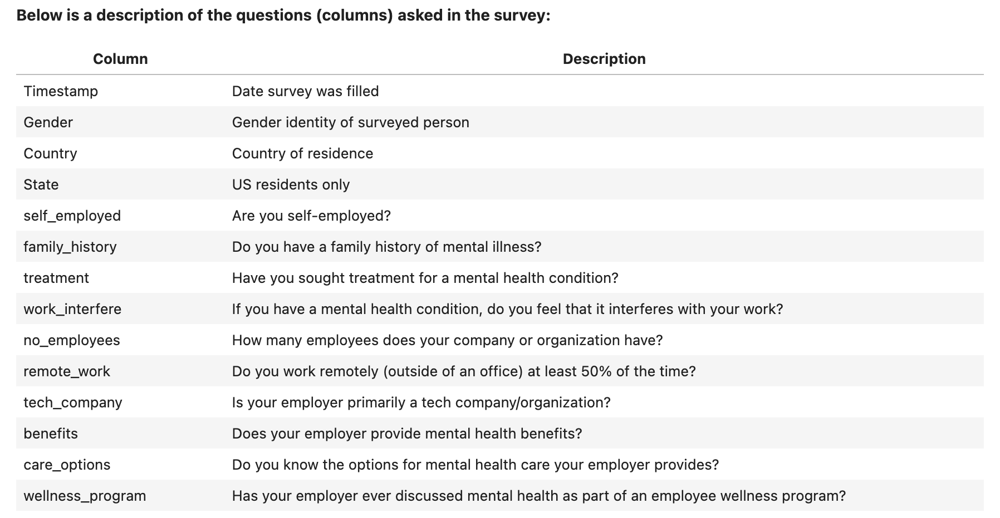 Below is a description of the questions (columns) asked in the survey:
Column Description
Timestamp Date survey was filled
Gender Gender identity of surveyed person
Country Country of residence
State US residents only
self_employed Are you self-employed?
family_history Do you have a family history of mental illness?
treatment Have you sought treatment for a mental health condition?
work_interfere If you have a mental health condition, do you feel that it interferes with your work?
no_employees How many employees does your company or organization have?
remote_work Do you work remotely (outside of an office) at least 50% of the time?
tech_company Is your employer primarily a tech company/organization?
benefits Does your employer provide mental health benefits?
care_options Do you know the options for mental health care your employer provides?
wellness_program Has your employer ever discussed mental health as part of an employee wellness program?